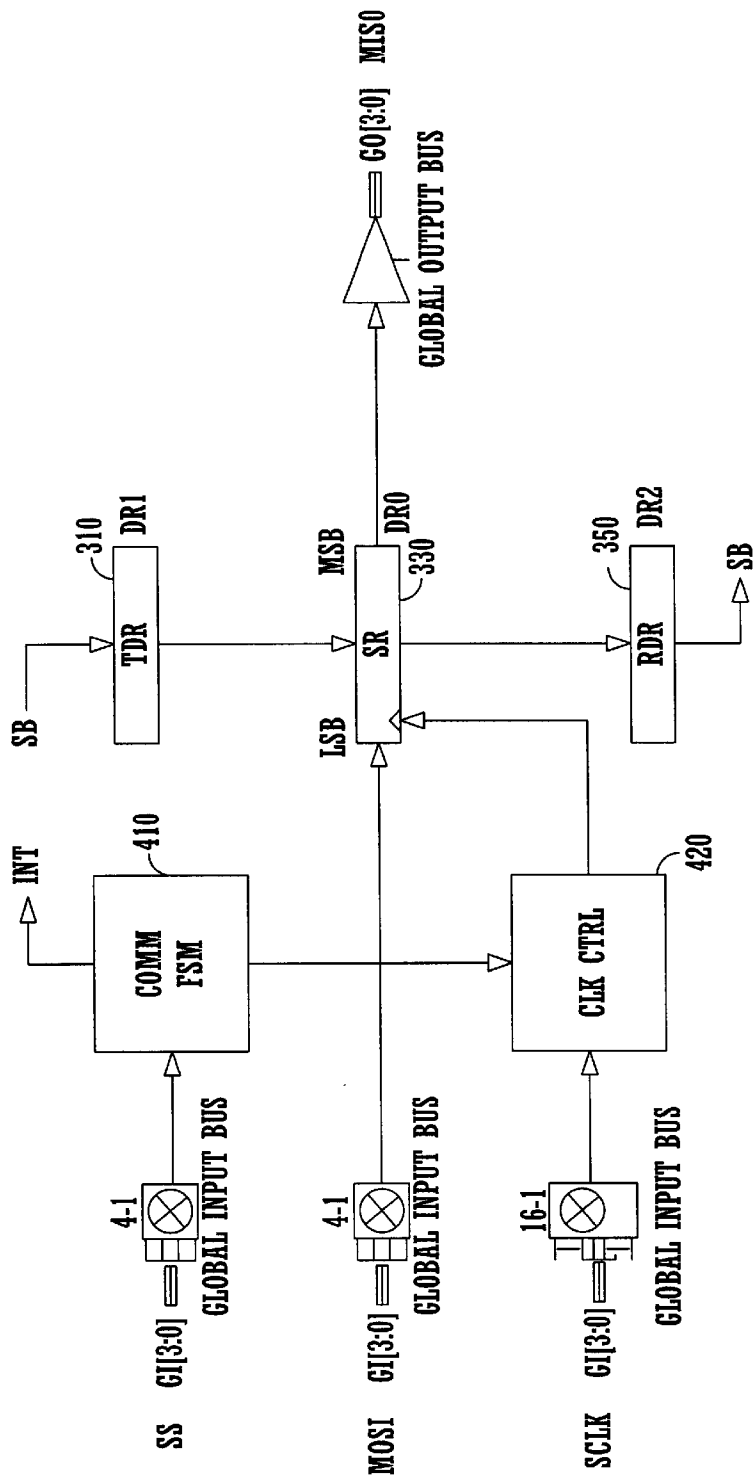 SS GI[3:0]
4-1
GLOBAL INPUT BUS
COMM
FSM
410
INT
MOSI GI[3:0]
4-1
GLOBAL INPUT BUS
SCLK GI[3:0]
16-1
GLOBAL INPUT BUS
CLK CTRL
420
SB
TDR
310
DR1
LSB
SR
MSB
DR0
330
RDR
350
DR2
SB
GLOBAL OUTPUT BUS
GO[3:0] MISO